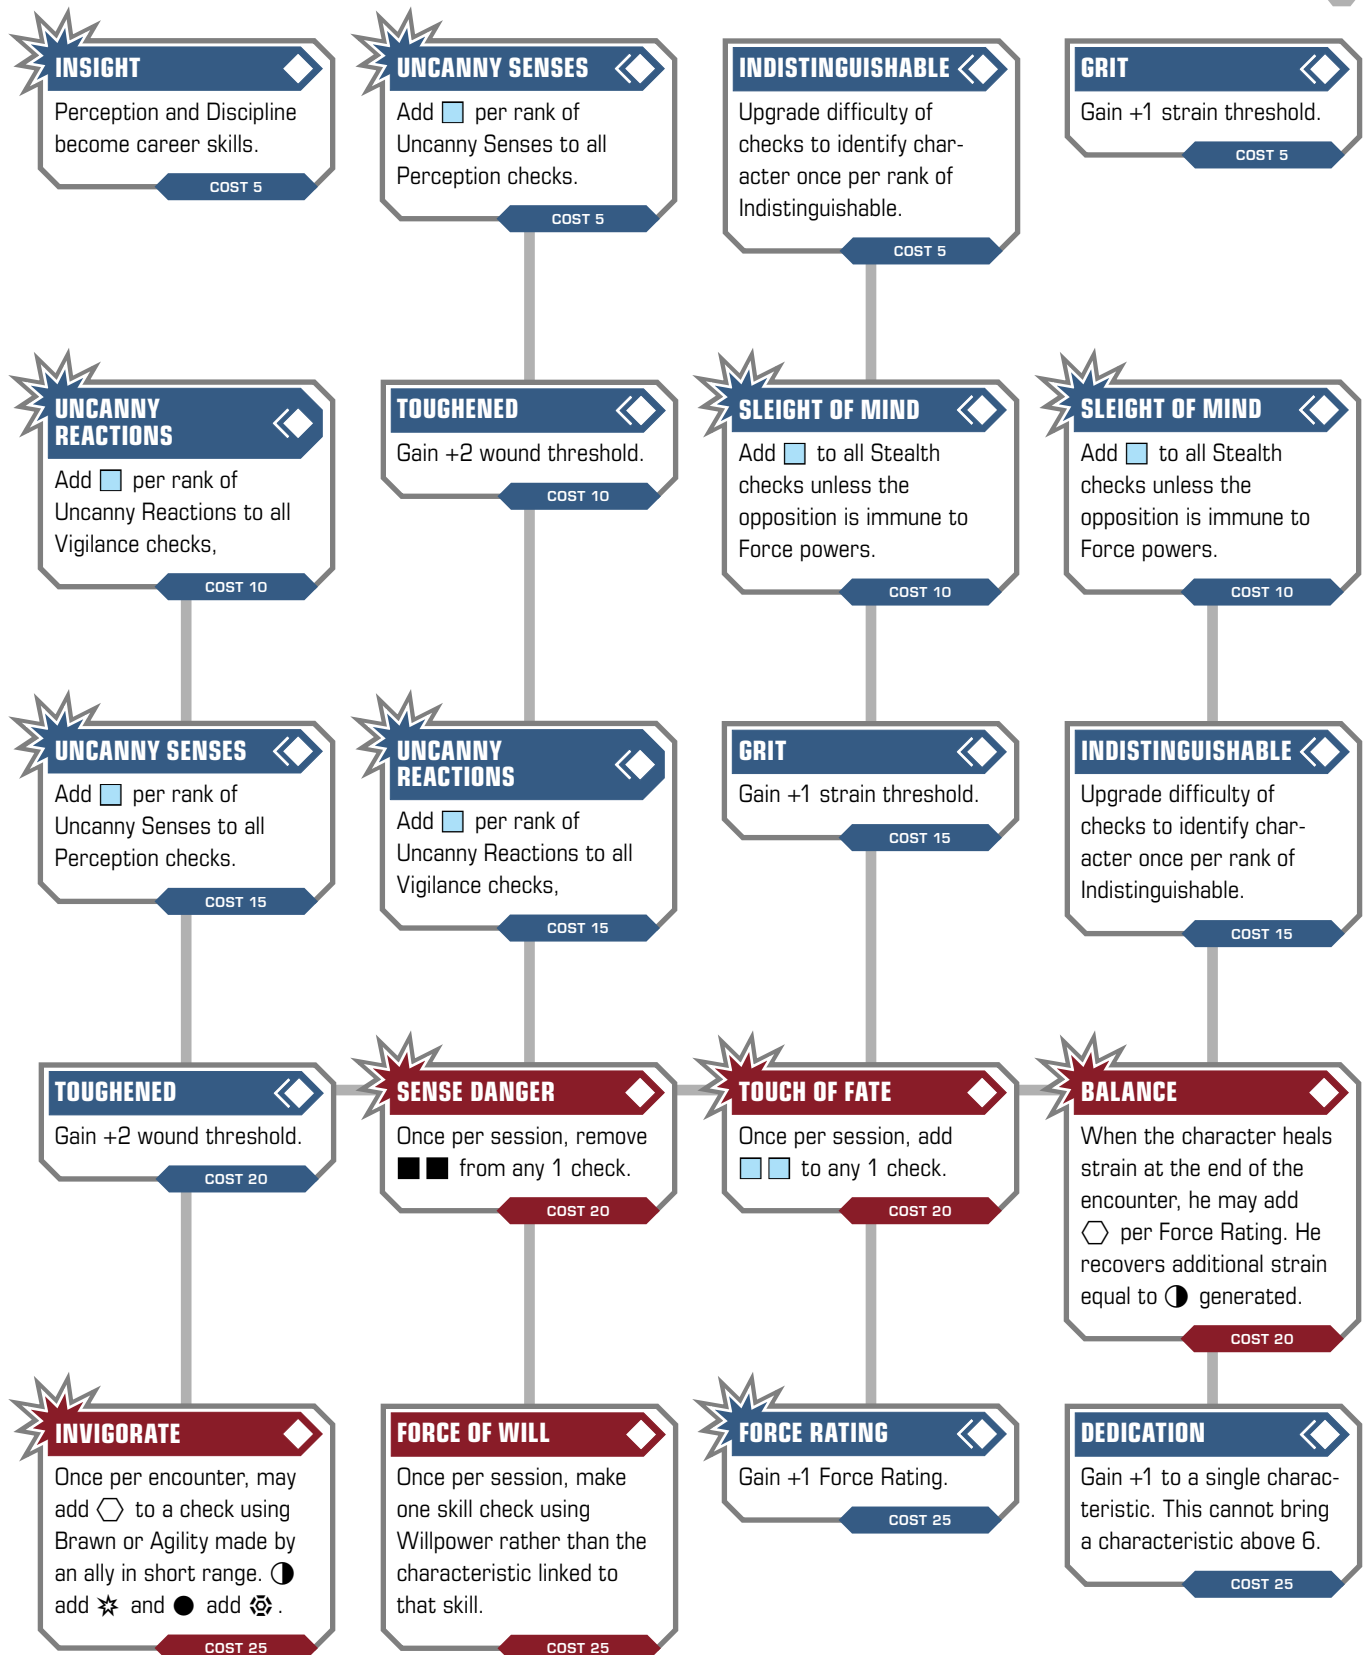 INSIGHT
Perception and Discipline
become career skills.
COST 5
UNCANNY SENSES
Add per rank of
Uncanny Senses to all
Perception checks.
COST 5
INDISTINGUISHABLE
Upgrade difficulty of
checks to identify char-
acter once per rank of
Indistinguishable.
COST 5
GRIT
Gain +1 strain threshold.
COST 5
UNCANNY
REACTIONS
Add per rank of
Uncanny Reactions to all
Vigilance checks,
COST 10
TOUGHENED
Gain +2 wound threshold.
COST 10
SLEIGHT OF MIND
Add to all Stealth
checks unless the
opposition is immune to
Force powers.
COST 10
SLEIGHT OF MIND
Add to all Stealth
checks unless the
opposition is immune to
Force powers.
COST 10
UNCANNY SENSES
Add per rank of
Uncanny Senses to all
Perception checks.
COST 15
UNCANNY
REACTIONS
Add per rank of
Uncanny Reactions to all
Vigilance checks,
COST 15
GRIT
Gain +1 strain threshold.
COST 15
INDISTINGUISHABLE
Upgrade difficulty of
checks to identify char-
acter once per rank of
Indistinguishable.
COST 15
TOUGHENED
Gain +2 wound threshold.
COST 20
SENSE DANGER
Once per session, remove
from any 1 check.
COST 20
TOUCH OF FATE
Once per session, add
to any 1 check.
COST 20
BALANCE
When the character heals
strain at the end of the
encounter, he may add
per Force Rating. He
recovers additional strain
equal to generated.
COST 20
INVIGORATE
Once per encounter, may
add to a check using
Brawn or Agility made by
an ally in short range.
add and add .
COST 25
FORCE OF WILL
Once per session, make
one skill check using
Willpower rather than the
characteristic linked to
that skill.
COST 25
FORCE RATING
Gain +1 Force Rating.
COST 25
DEDICATION
Gain +1 to a single charac-
teristic. This cannot bring
a characteristic above 6.
COST 25